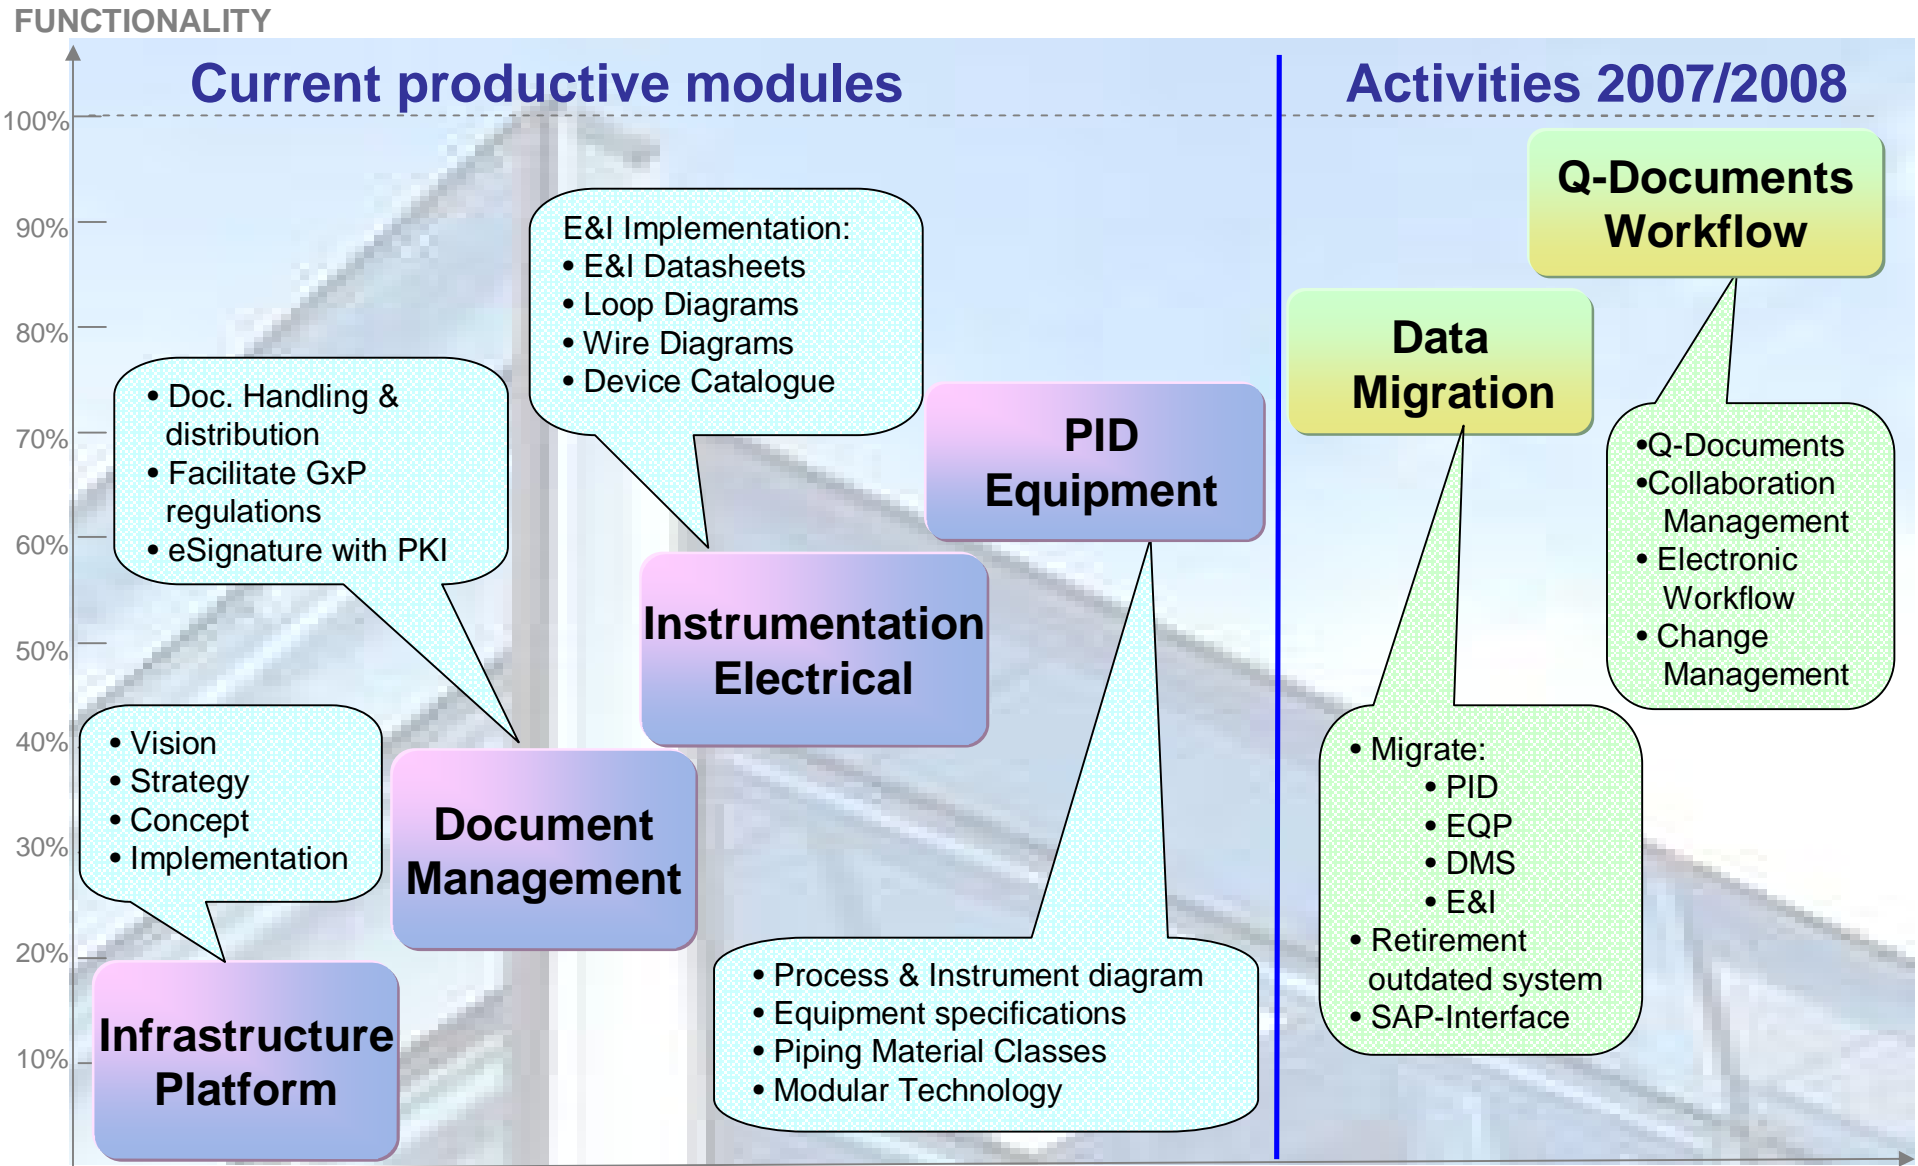 FUNCTIONALITY
Current productive modules
Activities 2007/2008
100%
90%
80%
70%
60%
50%
40%
30%
20%
10%
• Vision
• Strategy
• Concept
• Implementation
Infrastructure
Platform
• Doc. Handling &
distribution
• Facilitate GxP
regulations
• eSignature with PKI
Document
Management
E&I Implementation:
• E&I Datasheets
• Loop Diagrams
• Wire Diagrams
• Device Catalogue
Instrumentation
Electrical
PID
Equipment
• Process & Instrument diagram
• Equipment specifications
• Piping Material Classes
• Modular Technology
Data
Migration
• Migrate:
• PID
• EQP
• DMS
• E&I
• Retirement
outdated system
• SAP-Interface
Q-Documents
Workflow
•Q-Documents
•Collaboration
Management
• Electronic
Workflow
• Change
Management